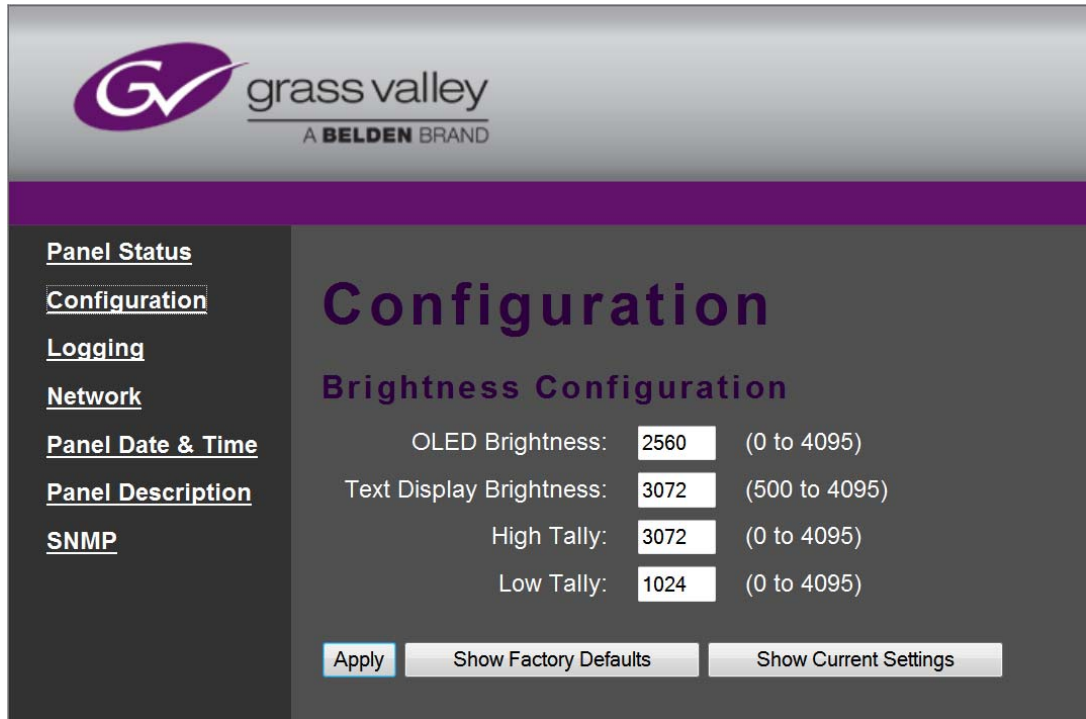 GV grass valley
A BELDEN BRAND
Panel Status
Configuration
Logging
Network
Panel Date & Time
Panel Description
SNMP
Configuration
Brightness Configuration
OLED Brightness: 2560 (0 to 4095)
Text Display Brightness: 3072 (500 to 4095)
High Tally: 3072 (0 to 4095)
Low Tally: 1024 (0 to 4095)
Apply Show Factory Defaults Show Current Settings